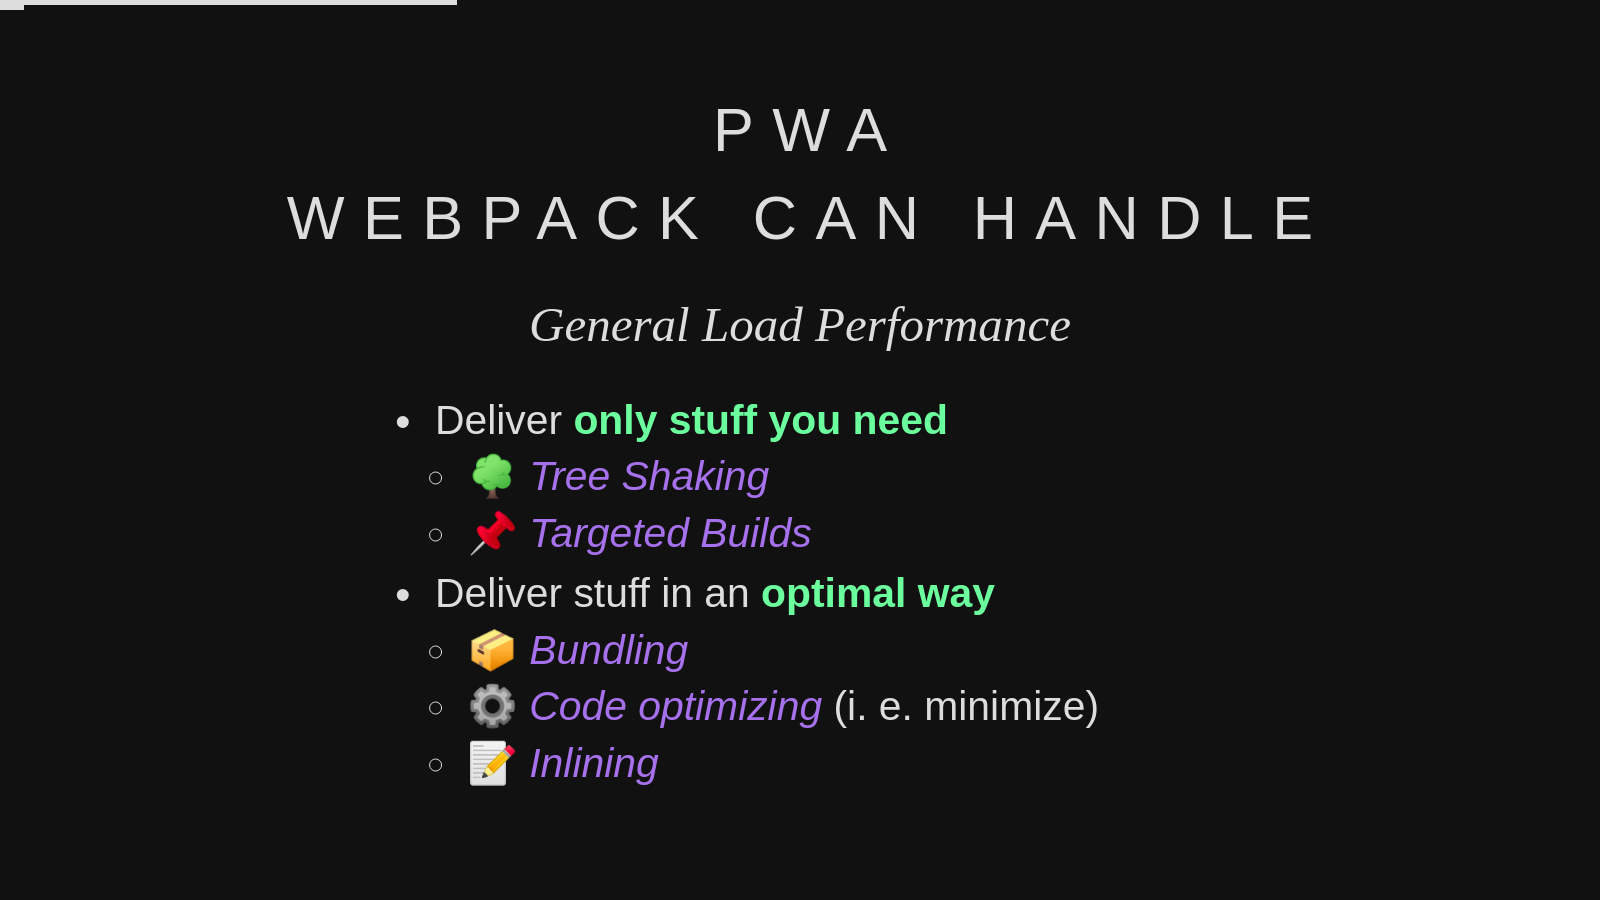 PWA
WEBPACK CAN HANDLE
General Load Performance
• Deliver only stuff you need
○ 🌳 Tree Shaking
○ 📌 Targeted Builds
• Deliver stuff in an optimal way
○ 📦 Bundling
○ ⚙️ Code optimizing (i. e. minimize)
○ 📝 Inlining